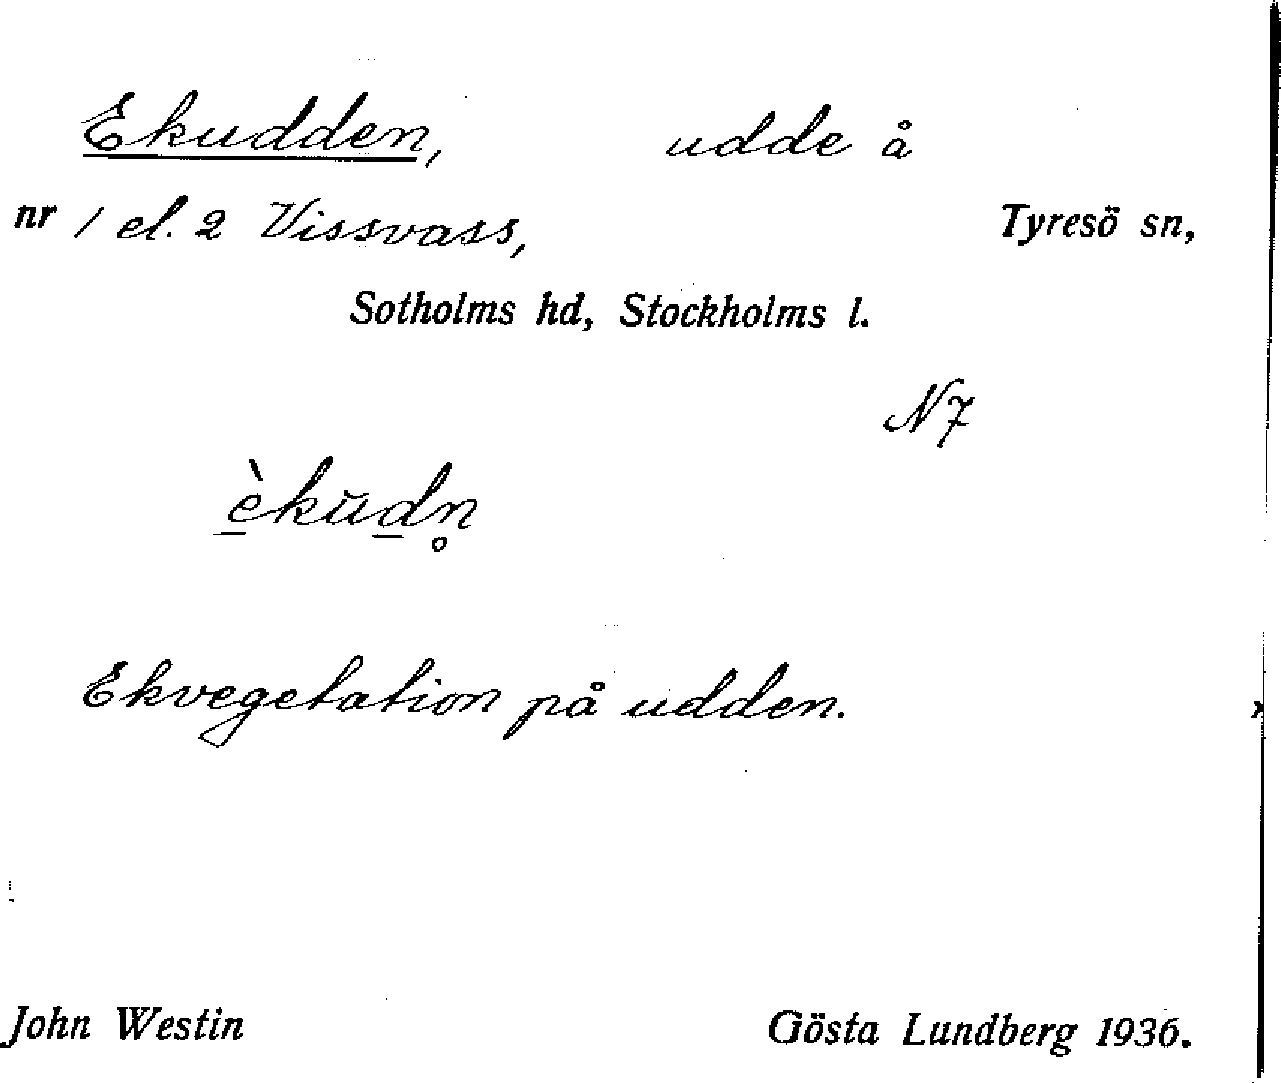 Ekudden, udde å
nr 1 el. 2 Vissvass, Tyresö sn,
Sotholms hd, Stockholms l.
N7
è̱kŭḏn̥
Ekvegetation på udden.
John Westin Gösta Lundberg 1936.